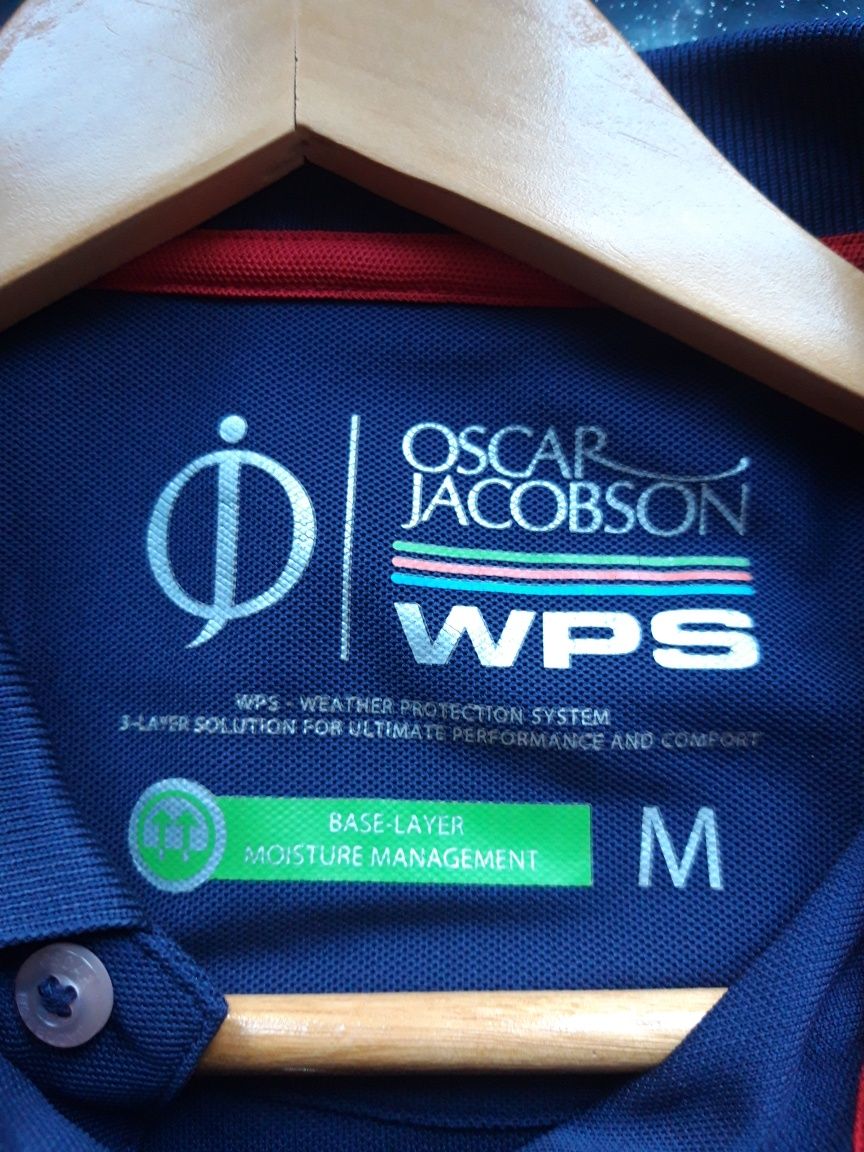 OSCAR
JACOBSON
WPS
WPS - WEATHER PROTECTION SYSTEM
3-LAYER SOLUTION FOR ULTIMATE PERFORMANCE AND COMFORT
BASE-LAYER
MOISTURE MANAGEMENT
M